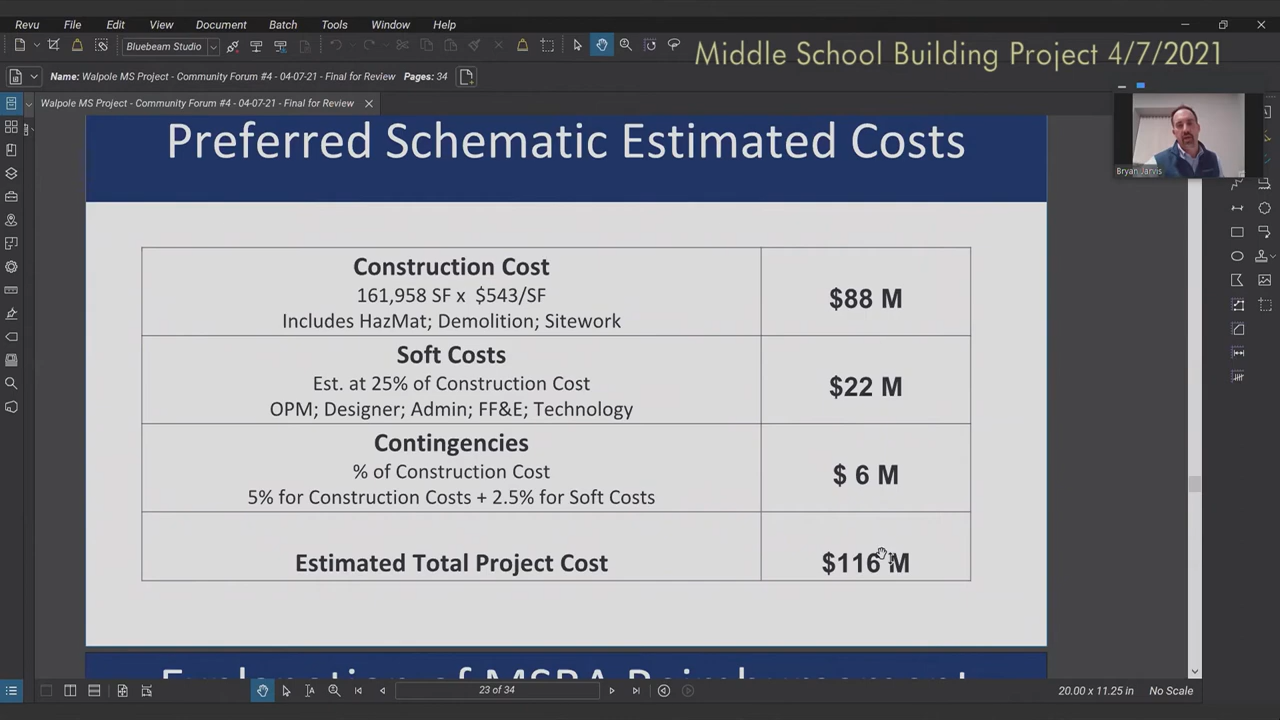 Revu File Edit View Document Batch Tools Window Help
Bluebeam Studio
Middle School Building Project 4/7/2021
Name: Walpole MS Project - Community Forum #4 - 04-07-21 - Final for Review Pages: 34
Walpole MS Project - Community Forum #4 - 04-07-21 - Final for Review
Bryan Jarvis
Preferred Schematic Estimated Costs
Construction Cost
161,958 SF x $543/SF
Includes HazMat; Demolition; Sitework
$88 M
Soft Costs
Est. at 25% of Construction Cost
OPM; Designer; Admin; FF&E; Technology
$22 M
Contingencies
% of Construction Cost
5% for Construction Costs + 2.5% for Soft Costs
$ 6 M
Estimated Total Project Cost
$116 M
Explanation of MSBA Reimbursement
23 of 34
20.00 x 11.25 in No Scale